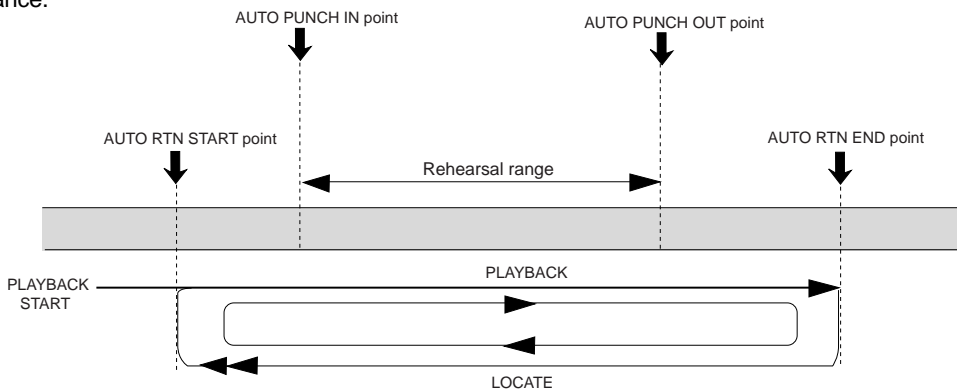 AUTO PUNCH IN point
AUTO PUNCH OUT point
AUTO RTN START point
AUTO RTN END point
Rehearsal range
PLAYBACK
PLAYBACK
START
LOCATE